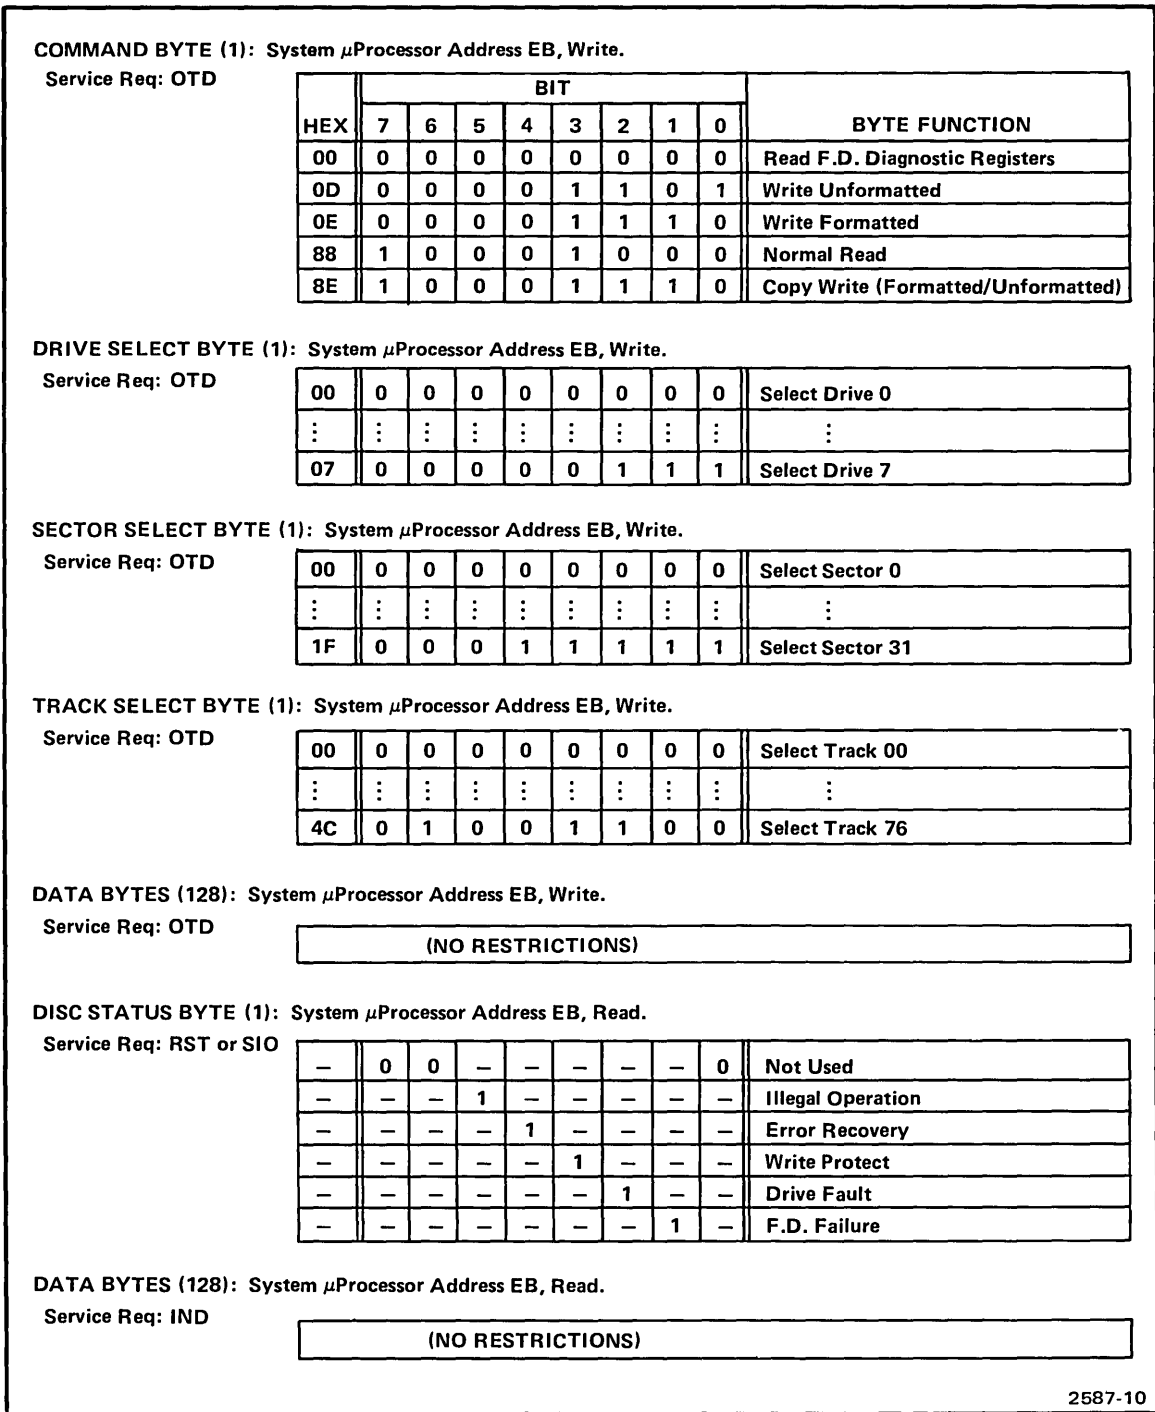 COMMAND BYTE (1): System μProcessor Address EB, Write.
Service Req: OTD
BIT
HEX 7 6 5 4 3 2 1 0 BYTE FUNCTION
00 0 0 0 0 0 0 0 0 Read F.D. Diagnostic Registers
0D 0 0 0 0 1 1 0 1 Write Unformatted
0E 0 0 0 0 1 1 1 0 Write Formatted
88 1 0 0 0 1 0 0 0 Normal Read
8E 1 0 0 0 1 1 1 0 Copy Write (Formatted/Unformatted)
DRIVE SELECT BYTE (1): System μProcessor Address EB, Write.
Service Req: OTD
00 0 0 0 0 0 0 0 0 Select Drive 0
⋮ ⋮ ⋮ ⋮ ⋮ ⋮ ⋮ ⋮ ⋮ ⋮
07 0 0 0 0 0 1 1 1 Select Drive 7
SECTOR SELECT BYTE (1): System μProcessor Address EB, Write.
Service Req: OTD
00 0 0 0 0 0 0 0 0 Select Sector 0
⋮ ⋮ ⋮ ⋮ ⋮ ⋮ ⋮ ⋮ ⋮ ⋮
1F 0 0 0 1 1 1 1 1 Select Sector 31
TRACK SELECT BYTE (1): System μProcessor Address EB, Write.
Service Req: OTD
00 0 0 0 0 0 0 0 0 Select Track 00
⋮ ⋮ ⋮ ⋮ ⋮ ⋮ ⋮ ⋮ ⋮ ⋮
4C 0 1 0 0 1 1 0 0 Select Track 76
DATA BYTES (128): System μProcessor Address EB, Write.
Service Req: OTD
(NO RESTRICTIONS)
DISC STATUS BYTE (1): System μProcessor Address EB, Read.
Service Req: RST or SIO
– 0 0 – – – – – 0 Not Used
– – – 1 – – – – – Illegal Operation
– – – – 1 – – – – Error Recovery
– – – – – 1 – – – Write Protect
– – – – – – 1 – – Drive Fault
– – – – – – – 1 – F.D. Failure
DATA BYTES (128): System μProcessor Address EB, Read.
Service Req: IND
(NO RESTRICTIONS)
2587-10